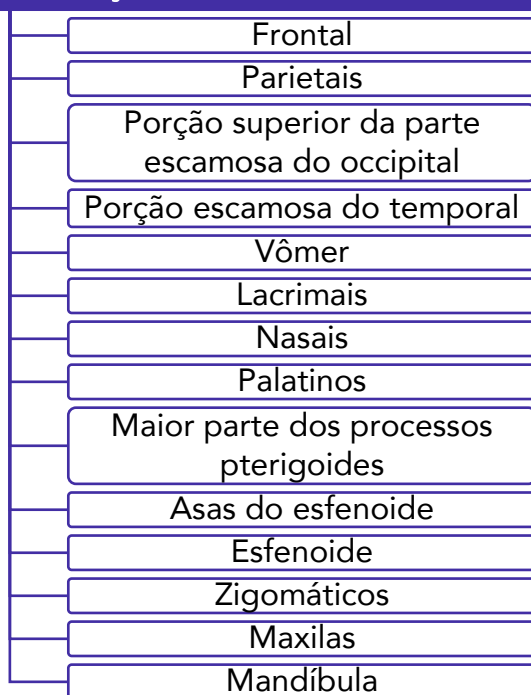 Frontal
Parietais
Porção superior da parte
escamosa do occipital
Porção escamosa do temporal
Vômer
Lacrimais
Nasais
Palatinos
Maior parte dos processos
pterigoides
Asas do esfenoide
Esfenoide
Zigomáticos
Maxilas
Mandíbula